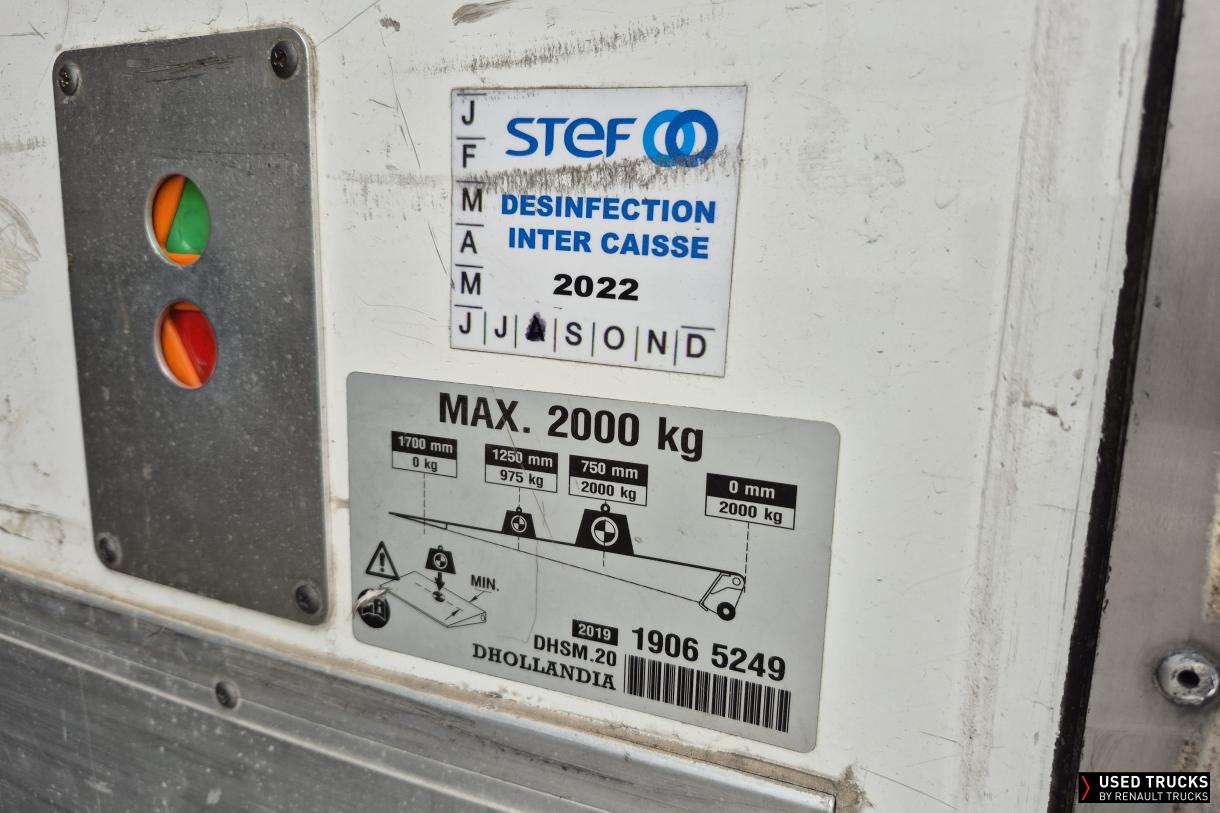 STEF
DESINFECTION
INTER CAISSE
2022
J
F
M
A
M
J J A S O N D
MAX. 2000 kg
1700 mm
0 kg
1250 mm
975 kg
750 mm
2000 kg
0 mm
2000 kg
MIN.
2019 1906 5249
DHSM.20
DHOLLANDIA
USED TRUCKS
BY RENAULT TRUCKS